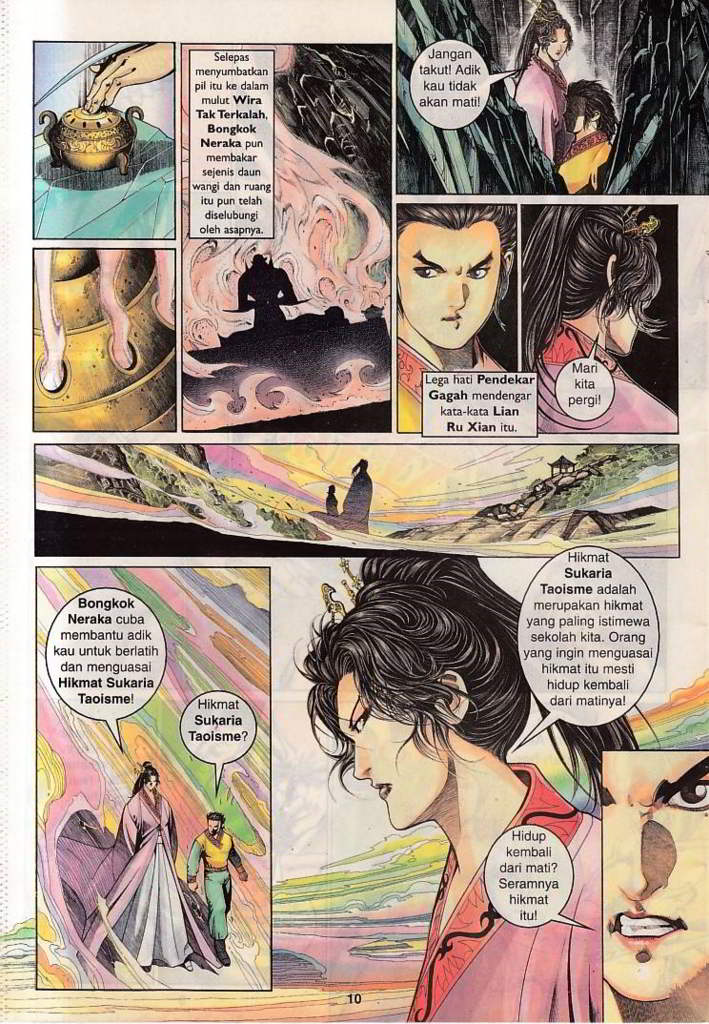 Selepas
menyumbatkan
pil itu ke dalam
mulut Wira
Tak Terkalah,
Bongkok
Neraka pun
membakar
sejenis daun
wangi dan ruang
itu pun telah
diselubungi
oleh asapnya.
Jangan
takut! Adik
kau tidak
akan mati!
Lega hati Pendekar
Gagah mendengar
kata-kata Lian
Ru Xian itu.
Mari
kita
pergi!
Bongkok
Neraka cuba
membantu adik
kau untuk berlatih
dan menguasai
Hikmat Sukaria
Taoisme!
Hikmat
Sukaria
Taoisme?
Hikmat
Sukaria
Taoisme adalah
merupakan hikmat
yang paling istimewa
sekolah kita. Orang
yang ingin menguasai
hikmat itu mesti
hidup kembali
dari matinya!
Hidup
kembali
dari mati?
Seramnya
hikmat
itu!
10